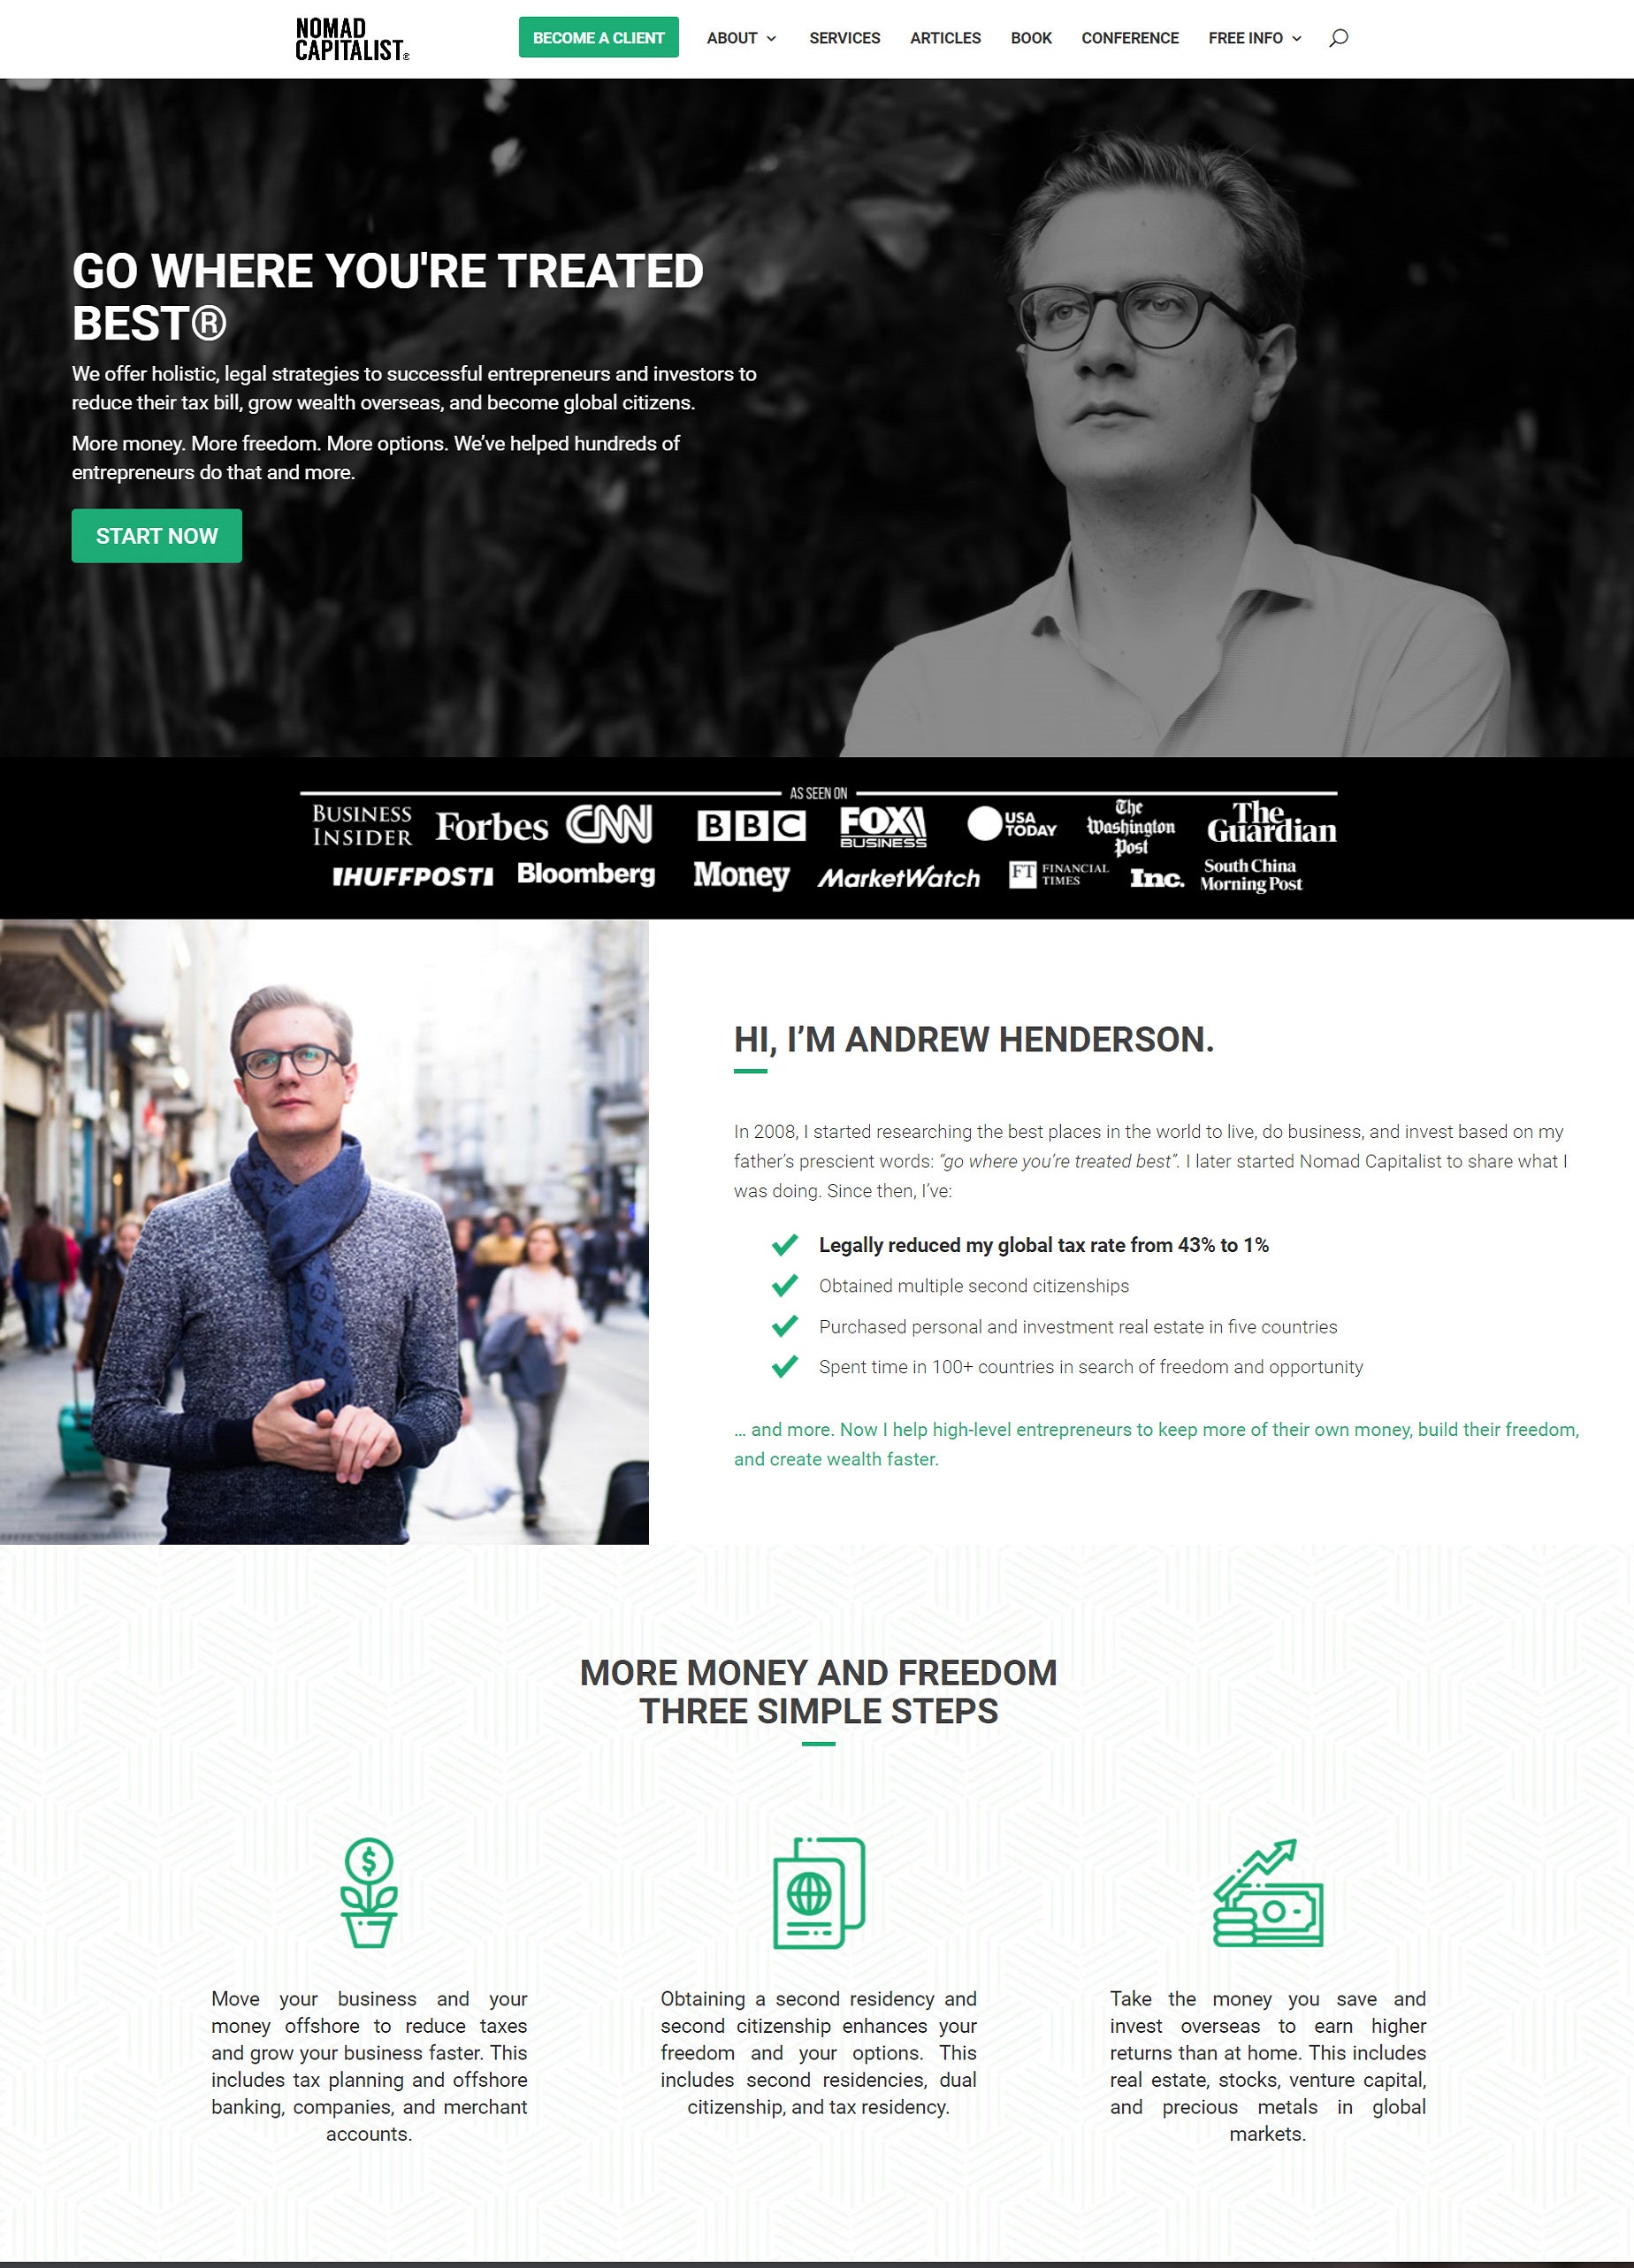 NOMAD
CAPITALIST®
BECOME A CLIENT
ABOUT
SERVICES
ARTICLES
BOOK
CONFERENCE
FREE INFO
GO WHERE YOU'RE TREATED
BEST®
We offer holistic, legal strategies to successful entrepreneurs and investors to
reduce their tax bill, grow wealth overseas, and become global citizens.
More money. More freedom. More options. We’ve helped hundreds of
entrepreneurs do that and more.
START NOW
AS SEEN ON
BUSINESS
INSIDER
Forbes
CNN
BBC
FOX
BUSINESS
USA
TODAY
The
Washington
Post
The
Guardian
HUFFPOST
Bloomberg
Money
MarketWatch
FT
FINANCIAL
TIMES
Inc.
South China
Morning Post
HI, I’M ANDREW HENDERSON.
In 2008, I started researching the best places in the world to live, do business, and invest based on my
father’s prescient words: “go where you’re treated best”. I later started Nomad Capitalist to share what I
was doing. Since then, I’ve:
Legally reduced my global tax rate from 43% to 1%
Obtained multiple second citizenships
Purchased personal and investment real estate in five countries
Spent time in 100+ countries in search of freedom and opportunity
… and more. Now I help high-level entrepreneurs to keep more of their own money, build their freedom,
and create wealth faster.
MORE MONEY AND FREEDOM
THREE SIMPLE STEPS
Move your business and your
money offshore to reduce taxes
and grow your business faster. This
includes tax planning and offshore
banking, companies, and merchant
accounts.
Obtaining a second residency and
second citizenship enhances your
freedom and your options. This
includes second residencies, dual
citizenship, and tax residency.
Take the money you save and
invest overseas to earn higher
returns than at home. This includes
real estate, stocks, venture capital,
and precious metals in global
markets.